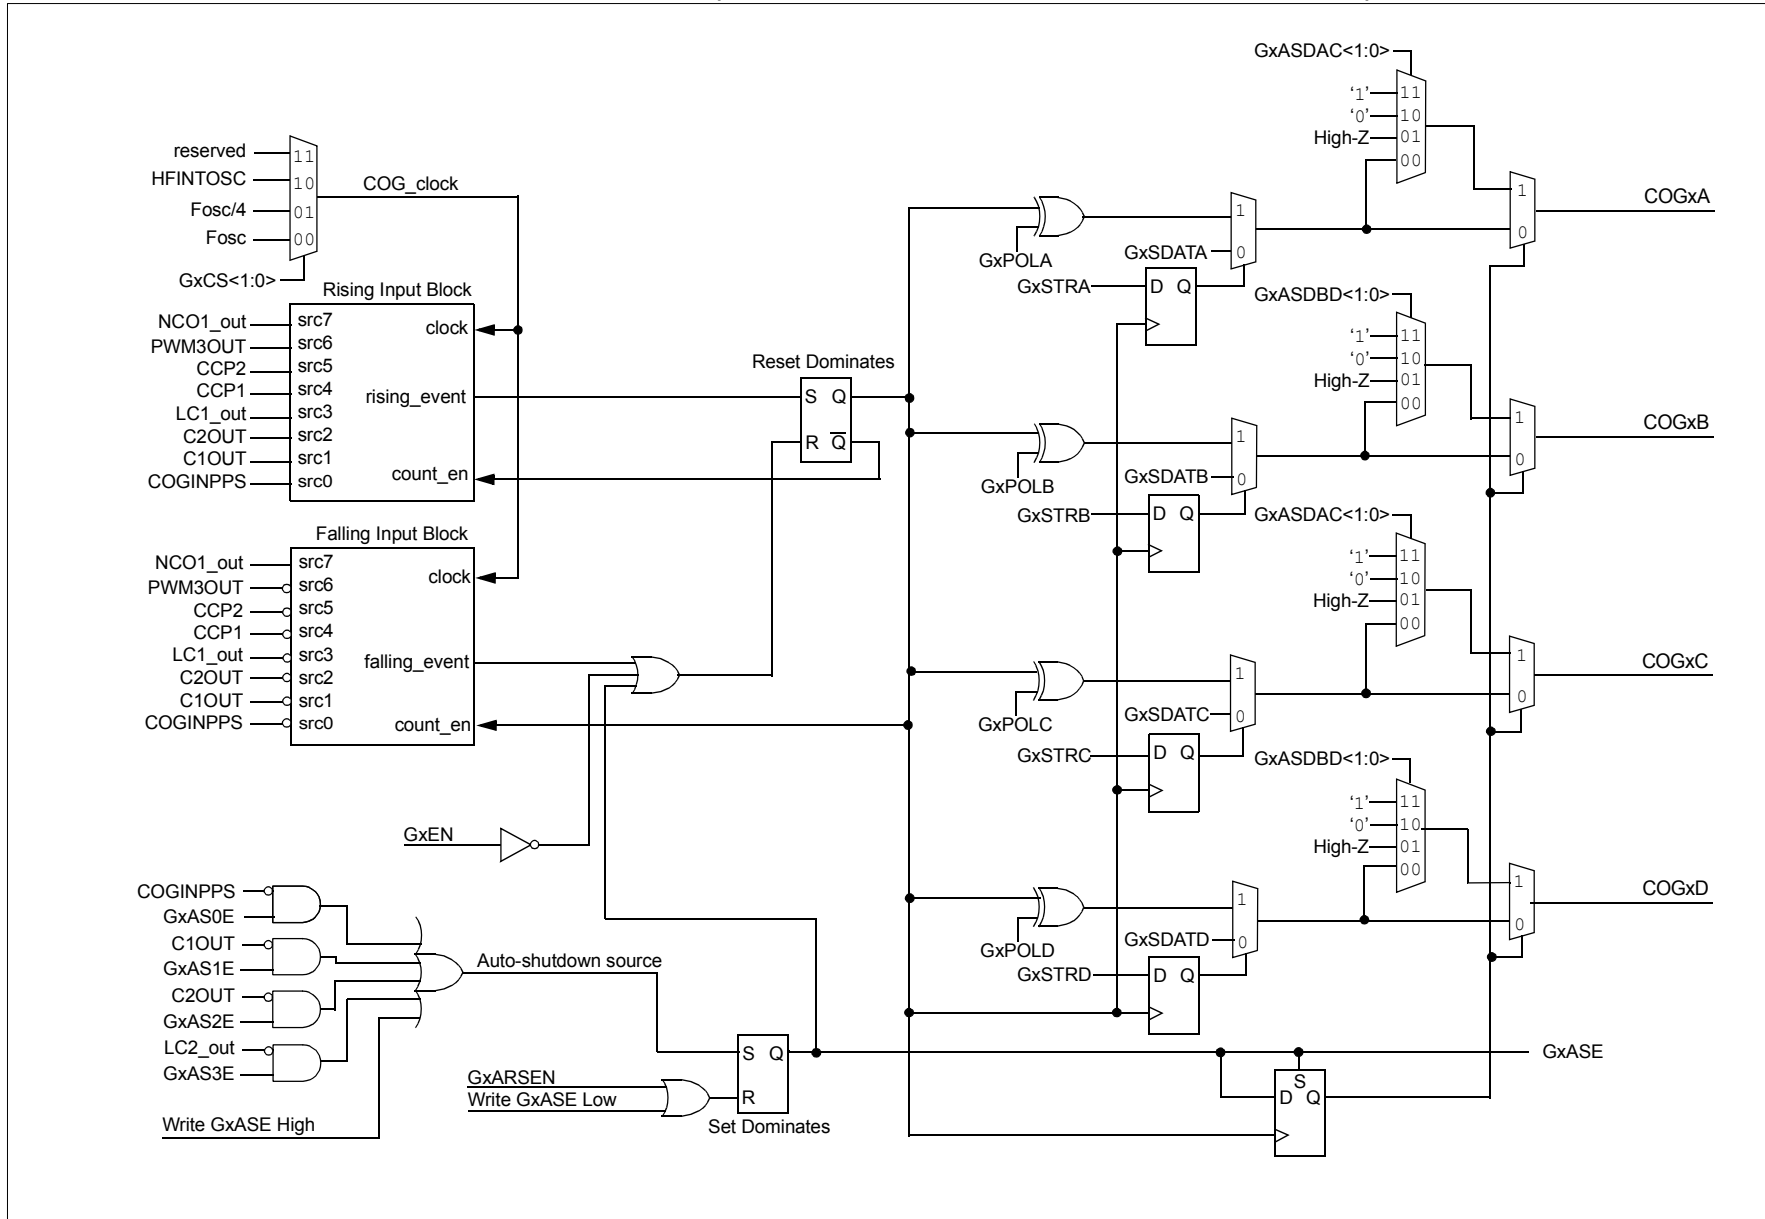 GxASDAC<1:0>
'1'
11
'0'
10
High-Z
01
00
reserved
11
HFINTOSC
10
Fosc/4
01
Fosc
00
COG_clock
GxCS<1:0>
1
0
COGxA
GxPOLA
1
GxSDATA
0
GxSTRA
D Q
Rising Input Block
NCO1_out
src7
PWM3OUT
src6
CCP2
src5
CCP1
src4
LC1_out
src3
C2OUT
src2
C1OUT
src1
COGINPPS
src0
clock
rising_event
count_en
Reset Dominates
S Q
R Q
GxASDBD<1:0>
'1'
11
'0'
10
High-Z
01
00
1
0
COGxB
GxPOLB
1
GxSDATB
0
GxSTRB
D Q
Falling Input Block
NCO1_out
src7
PWM3OUT
src6
CCP2
src5
CCP1
src4
LC1_out
src3
C2OUT
src2
C1OUT
src1
COGINPPS
src0
clock
falling_event
count_en
GxASDAC<1:0>
'1'
11
'0'
10
High-Z
01
00
1
0
COGxC
GxPOLC
1
GxSDATC
0
GxSTRC
D Q
GxEN
GxASDBD<1:0>
'1'
11
'0'
10
High-Z
01
00
1
0
COGxD
GxPOLD
1
GxSDATD
0
GxSTRD
D Q
COGINPPS
GxAS0E
C1OUT
GxAS1E
C2OUT
GxAS2E
LC2_out
GxAS3E
Write GxASE High
Auto-shutdown source
GxARSEN
Write GxASE Low
S Q
R
Set Dominates
GxASE
S
D Q